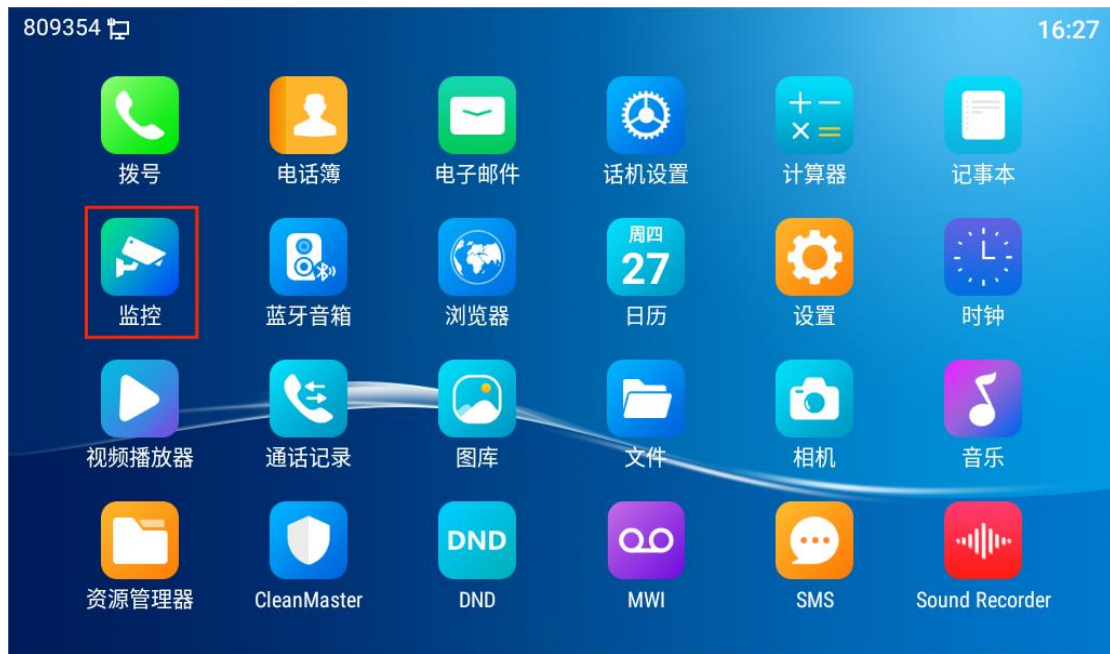 809354
16:27
拨号
电话簿
电子邮件
话机设置
计算器
记事本
周四
27
监控
蓝牙音箱
浏览器
日历
设置
时钟
视频播放器
通话记录
图库
文件
相机
音乐
DND
资源管理器
CleanMaster
DND
MWI
SMS
Sound Recorder